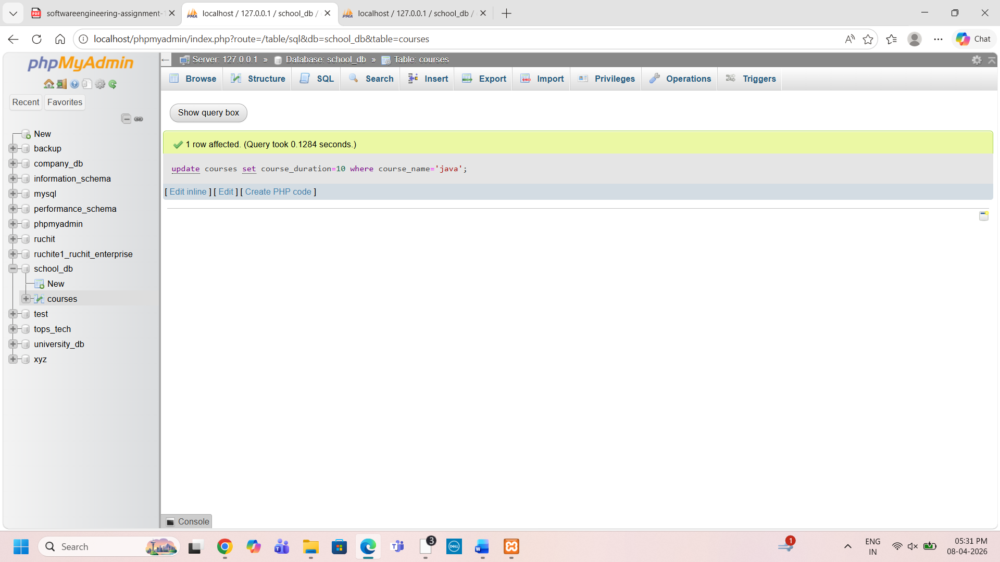 softwareengineering-assignment-1
localhost / 127.0.0.1 / school_db /
localhost / 127.0.0.1 / school_db /
localhost/phpmyadmin/index.php?route=/table/sql&db=school_db&table=courses
Chat
phpMyAdmin
Recent
Favorites
New
backup
company_db
information_schema
mysql
performance_schema
phpmyadmin
ruchit
ruchite1_ruchit_enterprise
school_db
New
courses
test
tops_tech
university_db
xyz
Server: 127.0.0.1 » Database: school_db » Table: courses
Browse Structure SQL Search Insert Export Import Privileges Operations Triggers
Show query box
1 row affected. (Query took 0.1284 seconds.)
update courses set course_duration=10 where course_name='java';
[ Edit inline ] [ Edit ] [ Create PHP code ]
Console
Search
3
DELL
1
ENG
IN
05:31 PM
08-04-2026